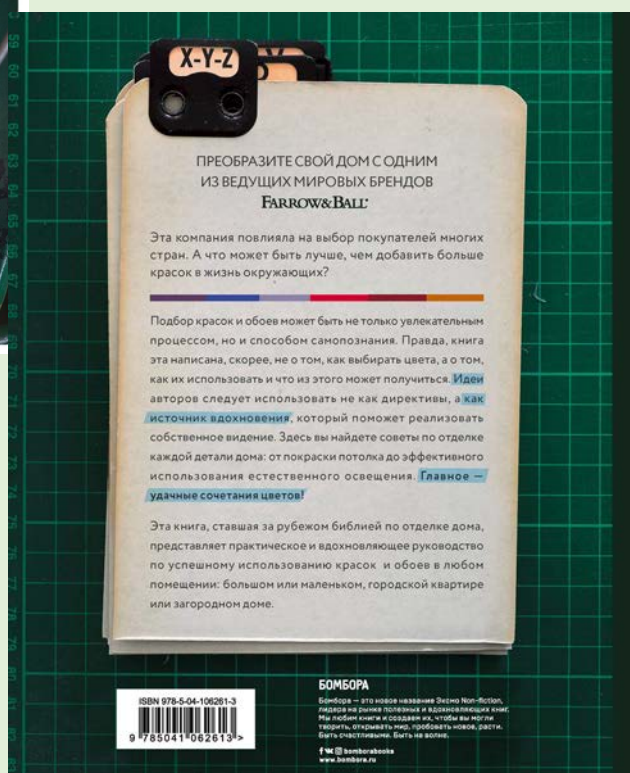 X-Y-Z
ПРЕОБРАЗИТЕ СВОЙ ДОМ С ОДНИМ
ИЗ ВЕДУЩИХ МИРОВЫХ БРЕНДОВ
FARROW&BALL®
Эта компания повлияла на выбор покупателей многих
стран. А что может быть лучше, чем добавить больше
красок в жизнь окружающих?
Подбор красок и обоев может быть не только увлекательным
процессом, но и способом самопознания. Правда, книга
эта написана, скорее, не о том, как выбирать цвета, а о том,
как их использовать и что из этого может получиться. Идеи
авторов следует использовать не как директивы, а как
источник вдохновения, который поможет реализовать
собственное видение. Здесь вы найдете советы по отделке
каждой детали дома: от покраски потолка до эффективного
использования естественного освещения. Главное —
удачные сочетания цветов!
Эта книга, ставшая за рубежом библией по отделке дома,
представляет практическое и вдохновляющее руководство
по успешному использованию красок и обоев в любом
помещении: большом или маленьком, городской квартире
или загородном доме.
ISBN 978-5-04-106261-3
9 785041 062613 >
БОМБОРА
Бомбора — это новое название Эксмо Non-fiction,
лидера на рынке полезных и вдохновляющих книг.
Мы любим книги и создаем их, чтобы вы могли
творить, открывать мир, пробовать новое, расти.
Быть счастливыми. Быть на волне.
bomborabooks
www.bombora.ru